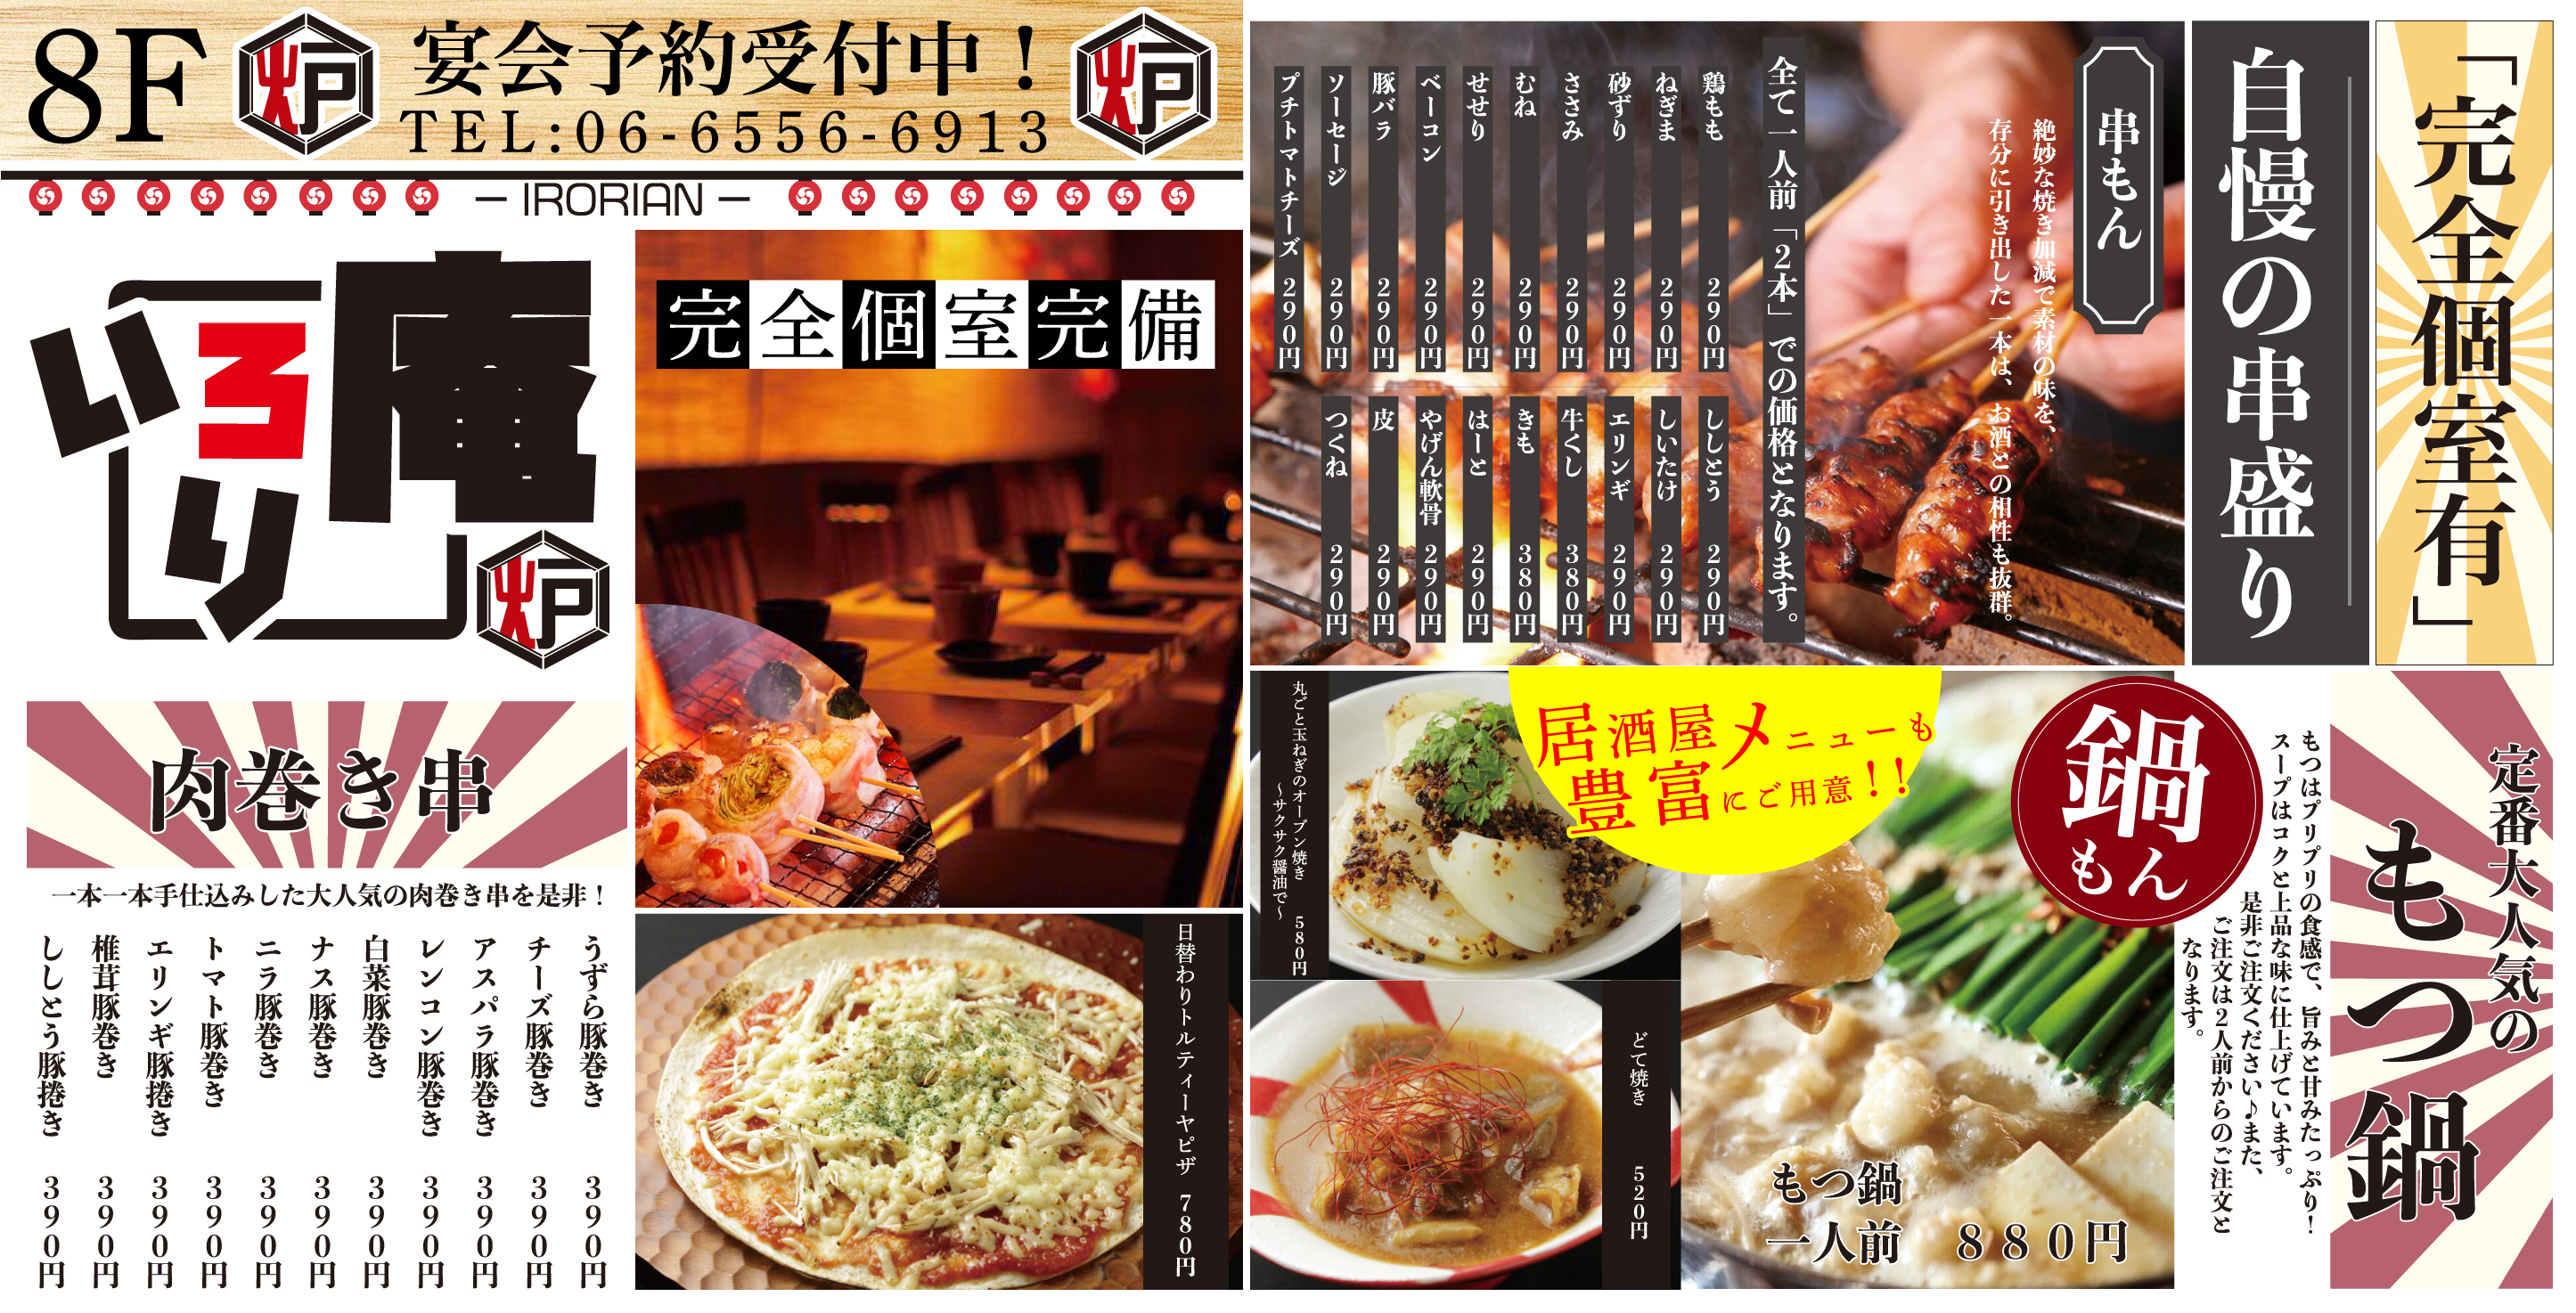 8F
炉
宴会予約受付中！
TEL:06-6556-6913
炉
IRORIAN
いろり庵
炉
完全個室完備
肉巻き串
一本一本手仕込みした大人気の肉巻き串を是非！
うずら豚巻き 390円
チーズ豚巻き 390円
アスパラ豚巻き 390円
レンコン豚巻き 390円
白菜豚巻き 390円
ナス豚巻き 390円
ニラ豚巻き 390円
トマト豚巻き 390円
エリンギ豚捲き 390円
椎茸豚巻き 390円
ししとう豚捲き 390円
日替わりトルティーヤピザ 780円
「完全個室有」
自慢の串盛り
串もん
絶妙な焼き加減で素材の味を、
存分に引き出した一本は、お酒との相性も抜群。
全て一人前「2本」での価格となります。
鶏もも 290円
ねぎま 290円
砂ずり 290円
ささみ 290円
むね 290円
せせり 290円
ベーコン 290円
豚バラ 290円
ソーセージ 290円
プチトマトチーズ 290円
ししとう 290円
しいたけ 290円
エリンギ 290円
牛くし 380円
きも 380円
はーと 290円
やげん軟骨 290円
皮 290円
つくね 290円
定番大人気の
もつ鍋
もつはプリプリの食感で、旨みと甘みたっぷり！
スープはコクと上品な味に仕上げています。
是非ご注文ください♪また、
ご注文は2人前からのご注文と
なります。
鍋もん
もつ鍋
一人前 880円
居酒屋メニューも
豊富にご用意！！
丸ごと玉ねぎのオーブン焼き
～サクサク醤油で～ 580円
どて焼き 520円